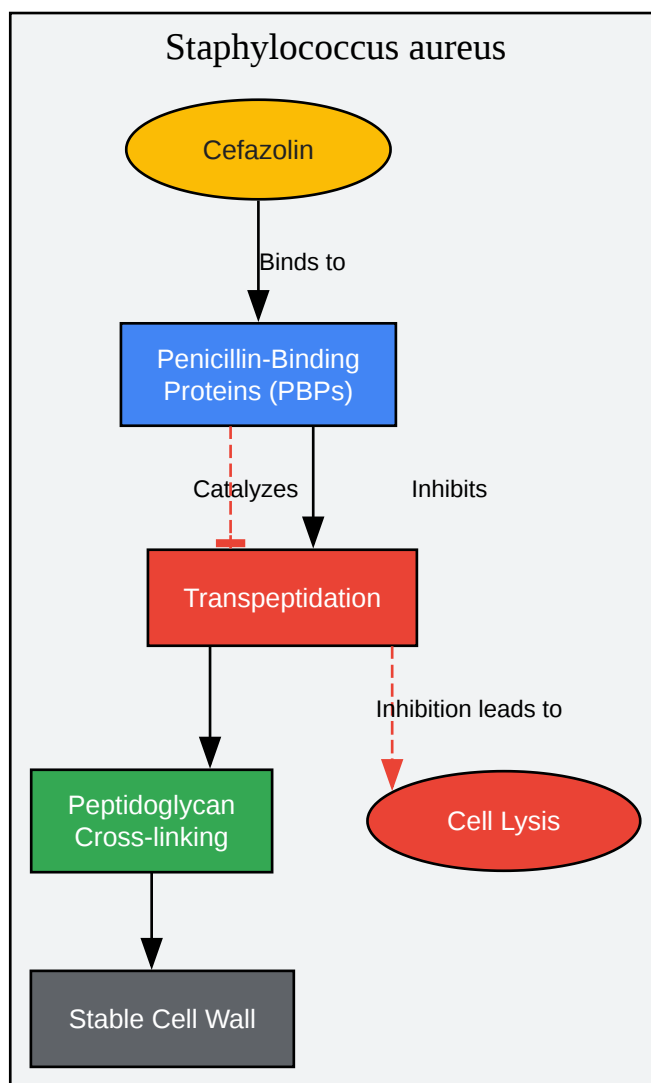 Staphylococcus aureus
Cefazolin
Binds to
Penicillin-Binding
Proteins (PBPs)
Catalyzes
Inhibits
Transpeptidation
Inhibition leads to
Peptidoglycan
Cross-linking
Cell Lysis
Stable Cell Wall